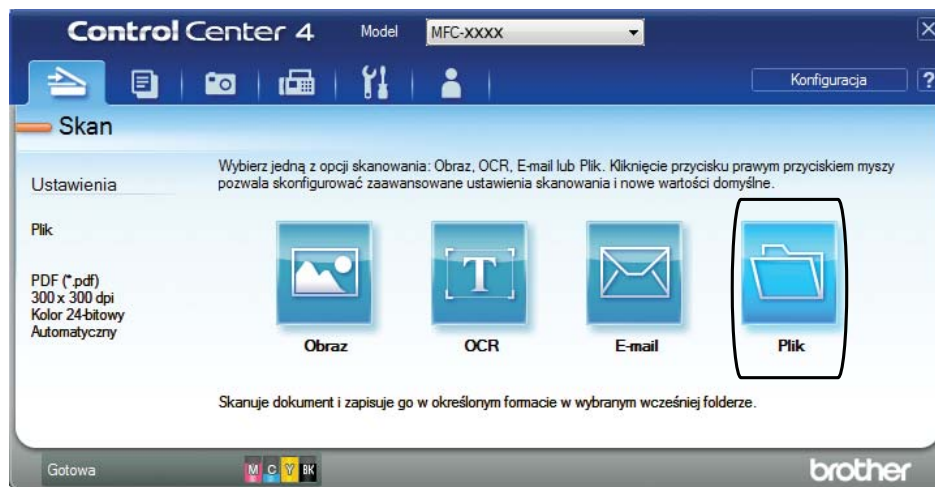 Control Center 4
Model
MFC-XXXX
Konfiguracja
?
Skan
Ustawienia
Wybierz jedną z opcji skanowania: Obraz, OCR, E-mail lub Plik. Kliknięcie przycisku prawym przyciskiem myszy
pozwala skonfigurować zaawansowane ustawienia skanowania i nowe wartości domyślne.
Plik
PDF (*.pdf)
300 x 300 dpi
Kolor 24-bitowy
Automatyczny
T
Obraz
OCR
E-mail
Plik
Skanuje dokument i zapisuje go w określonym formacie w wybranym wcześniej folderze.
Gotowa
M C Y BK
brother